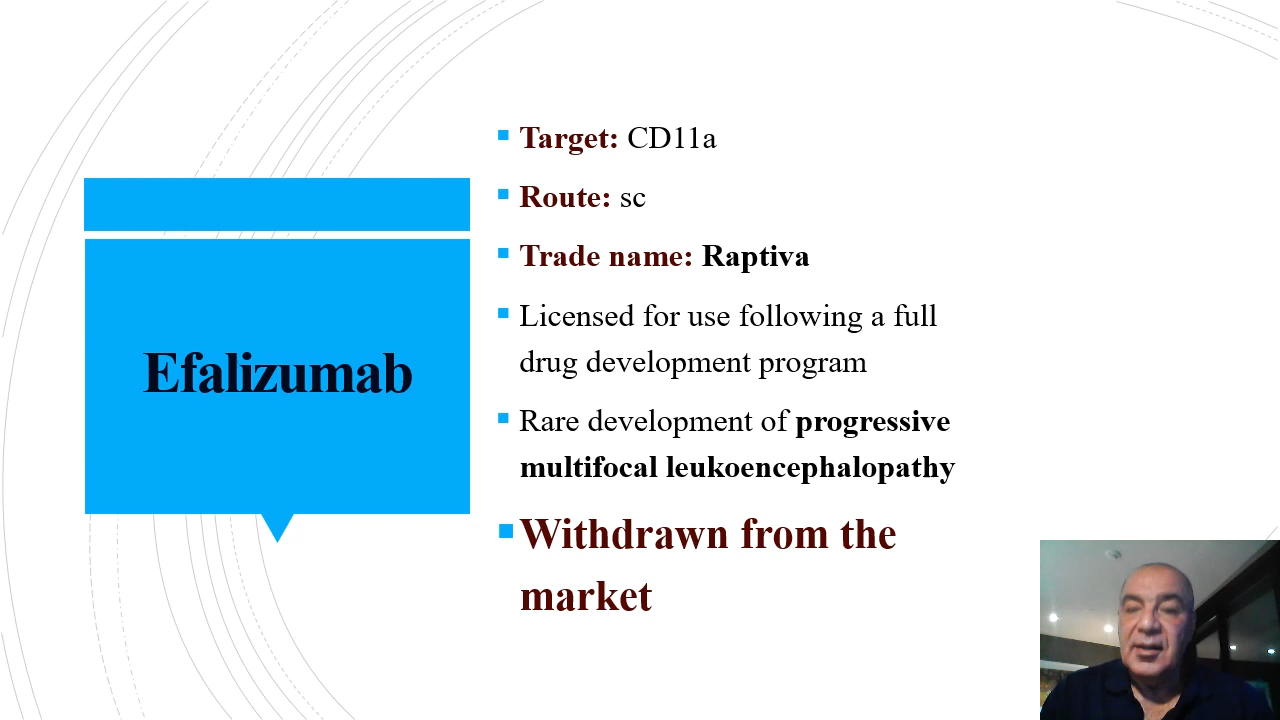 Efalizumab
Target: CD11a
Route: sc
Trade name: Raptiva
Licensed for use following a full
drug development program
Rare development of progressive
multifocal leukoencephalopathy
Withdrawn from the
market